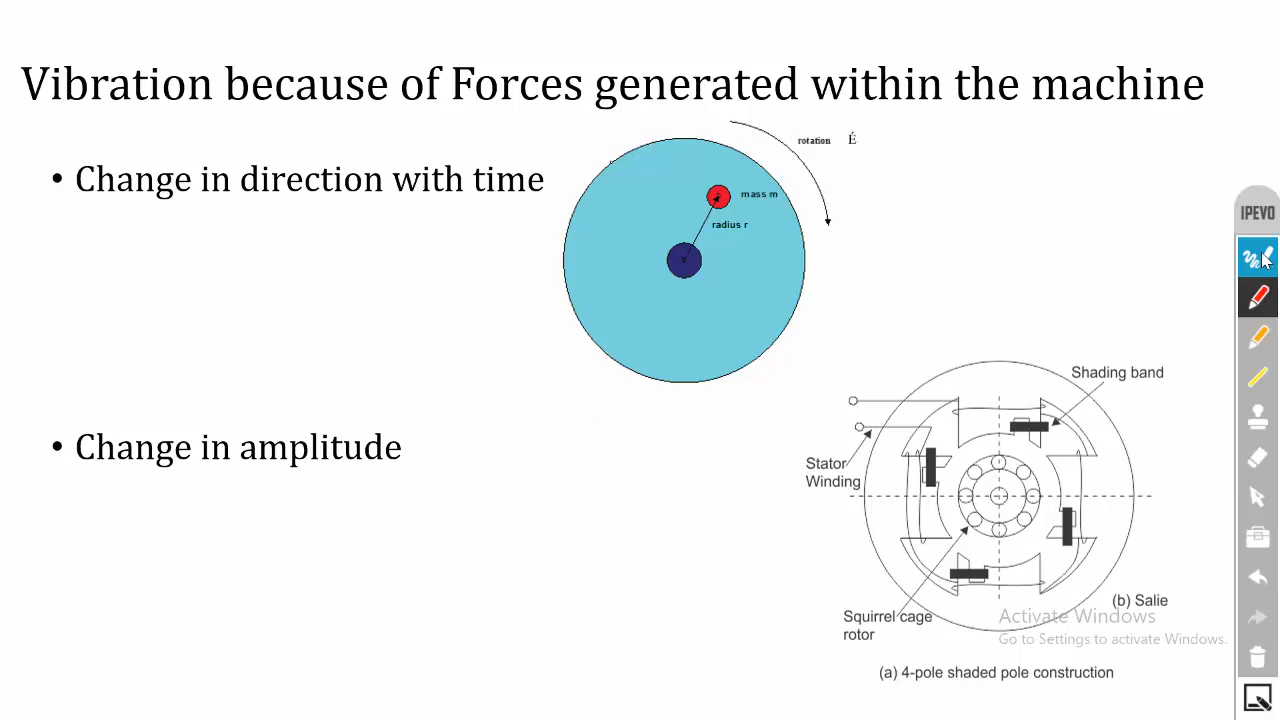 Vibration because of Forces generated within the machine
• Change in direction with time
rotation É
mass m
radius r
IPEVO
• Change in amplitude
Shading band
Stator
Winding
Squirrel cage
rotor
(b) Salie
Activate Windows
Go to Settings to activate Windows.
(a) 4-pole shaded pole construction